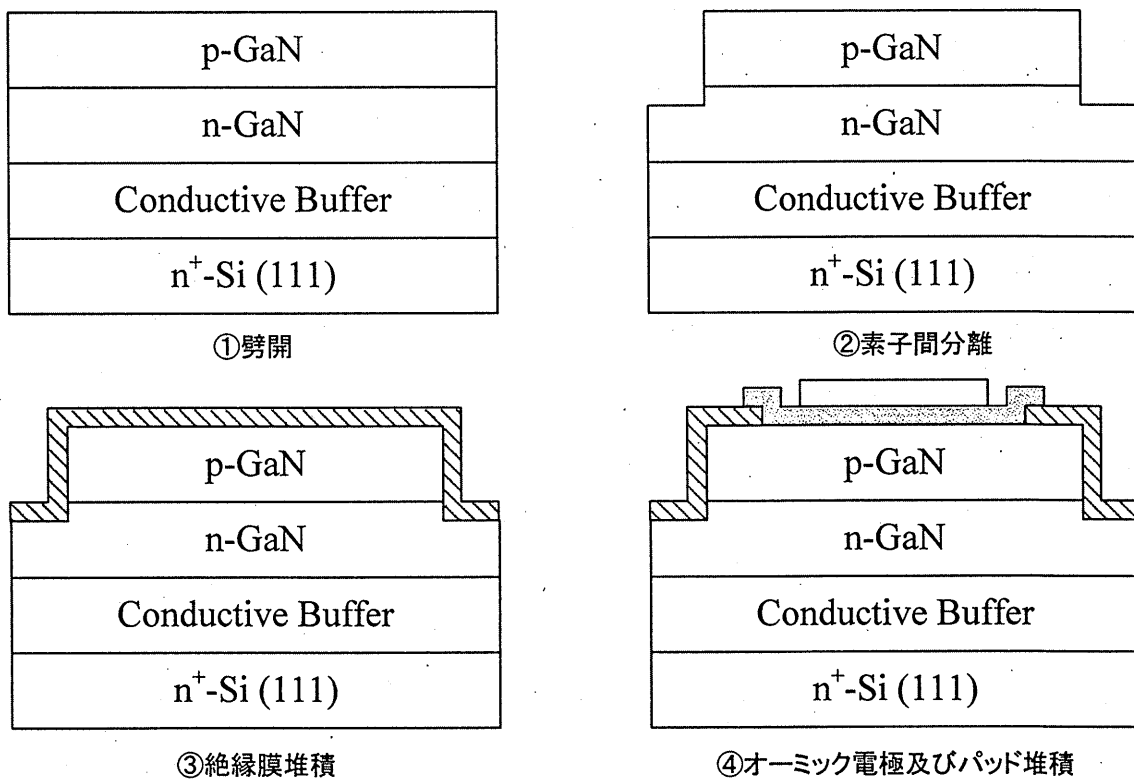 p-GaN
n-GaN
Conductive Buffer
n⁺-Si (111)
①劈開
p-GaN
n-GaN
Conductive Buffer
n⁺-Si (111)
②素子間分離
p-GaN
n-GaN
Conductive Buffer
n⁺-Si (111)
③絶縁膜堆積
p-GaN
n-GaN
Conductive Buffer
n⁺-Si (111)
④オーミック電極及びパッド堆積